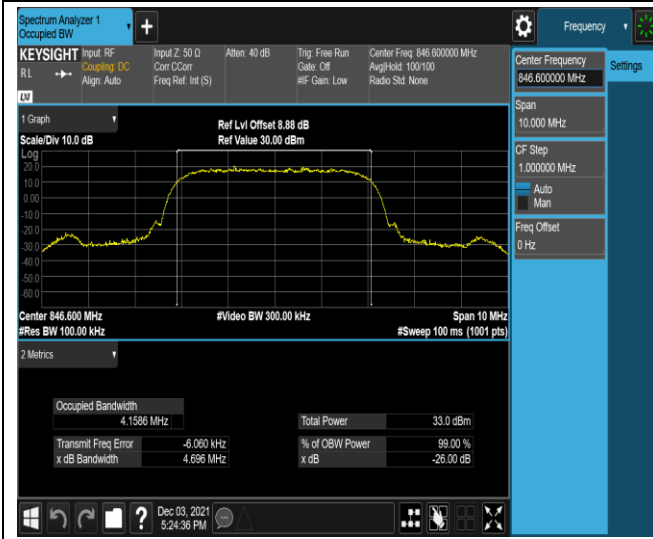 Spectrum Analyzer 1
Occupied BW
+
Frequency
KEYSIGHT
RL
LXI
Input: RF
Coupling: DC
Align: Auto
Input Z: 50 Ω
Corr CCorr
Freq Ref: Int (S)
Atten: 40 dB
Trig: Free Run
Gate: Off
#IF Gain: Low
Center Freq: 846.600000 MHz
Avg|Hold: 100/100
Radio Std: None
Center Frequency
846.600000 MHz
Settings
Span
10.000 MHz
CF Step
1.000000 MHz
Auto
Man
Freq Offset
0 Hz
1 Graph
Scale/Div 10.0 dB
Ref Lvl Offset 8.88 dB
Ref Value 30.00 dBm
Log
20.0
10.0
0.00
-10.0
-20.0
-30.0
-40.0
-50.0
-60.0
Center 846.600 MHz
#Video BW 300.00 kHz
Span 10 MHz
#Res BW 100.00 kHz
#Sweep 100 ms (1001 pts)
2 Metrics
Occupied Bandwidth
4.1586 MHz
Total Power 33.0 dBm
Transmit Freq Error -6.060 kHz
% of OBW Power 99.00 %
x dB Bandwidth 4.696 MHz
x dB -26.00 dB
?
Dec 03, 2021
5:24:36 PM